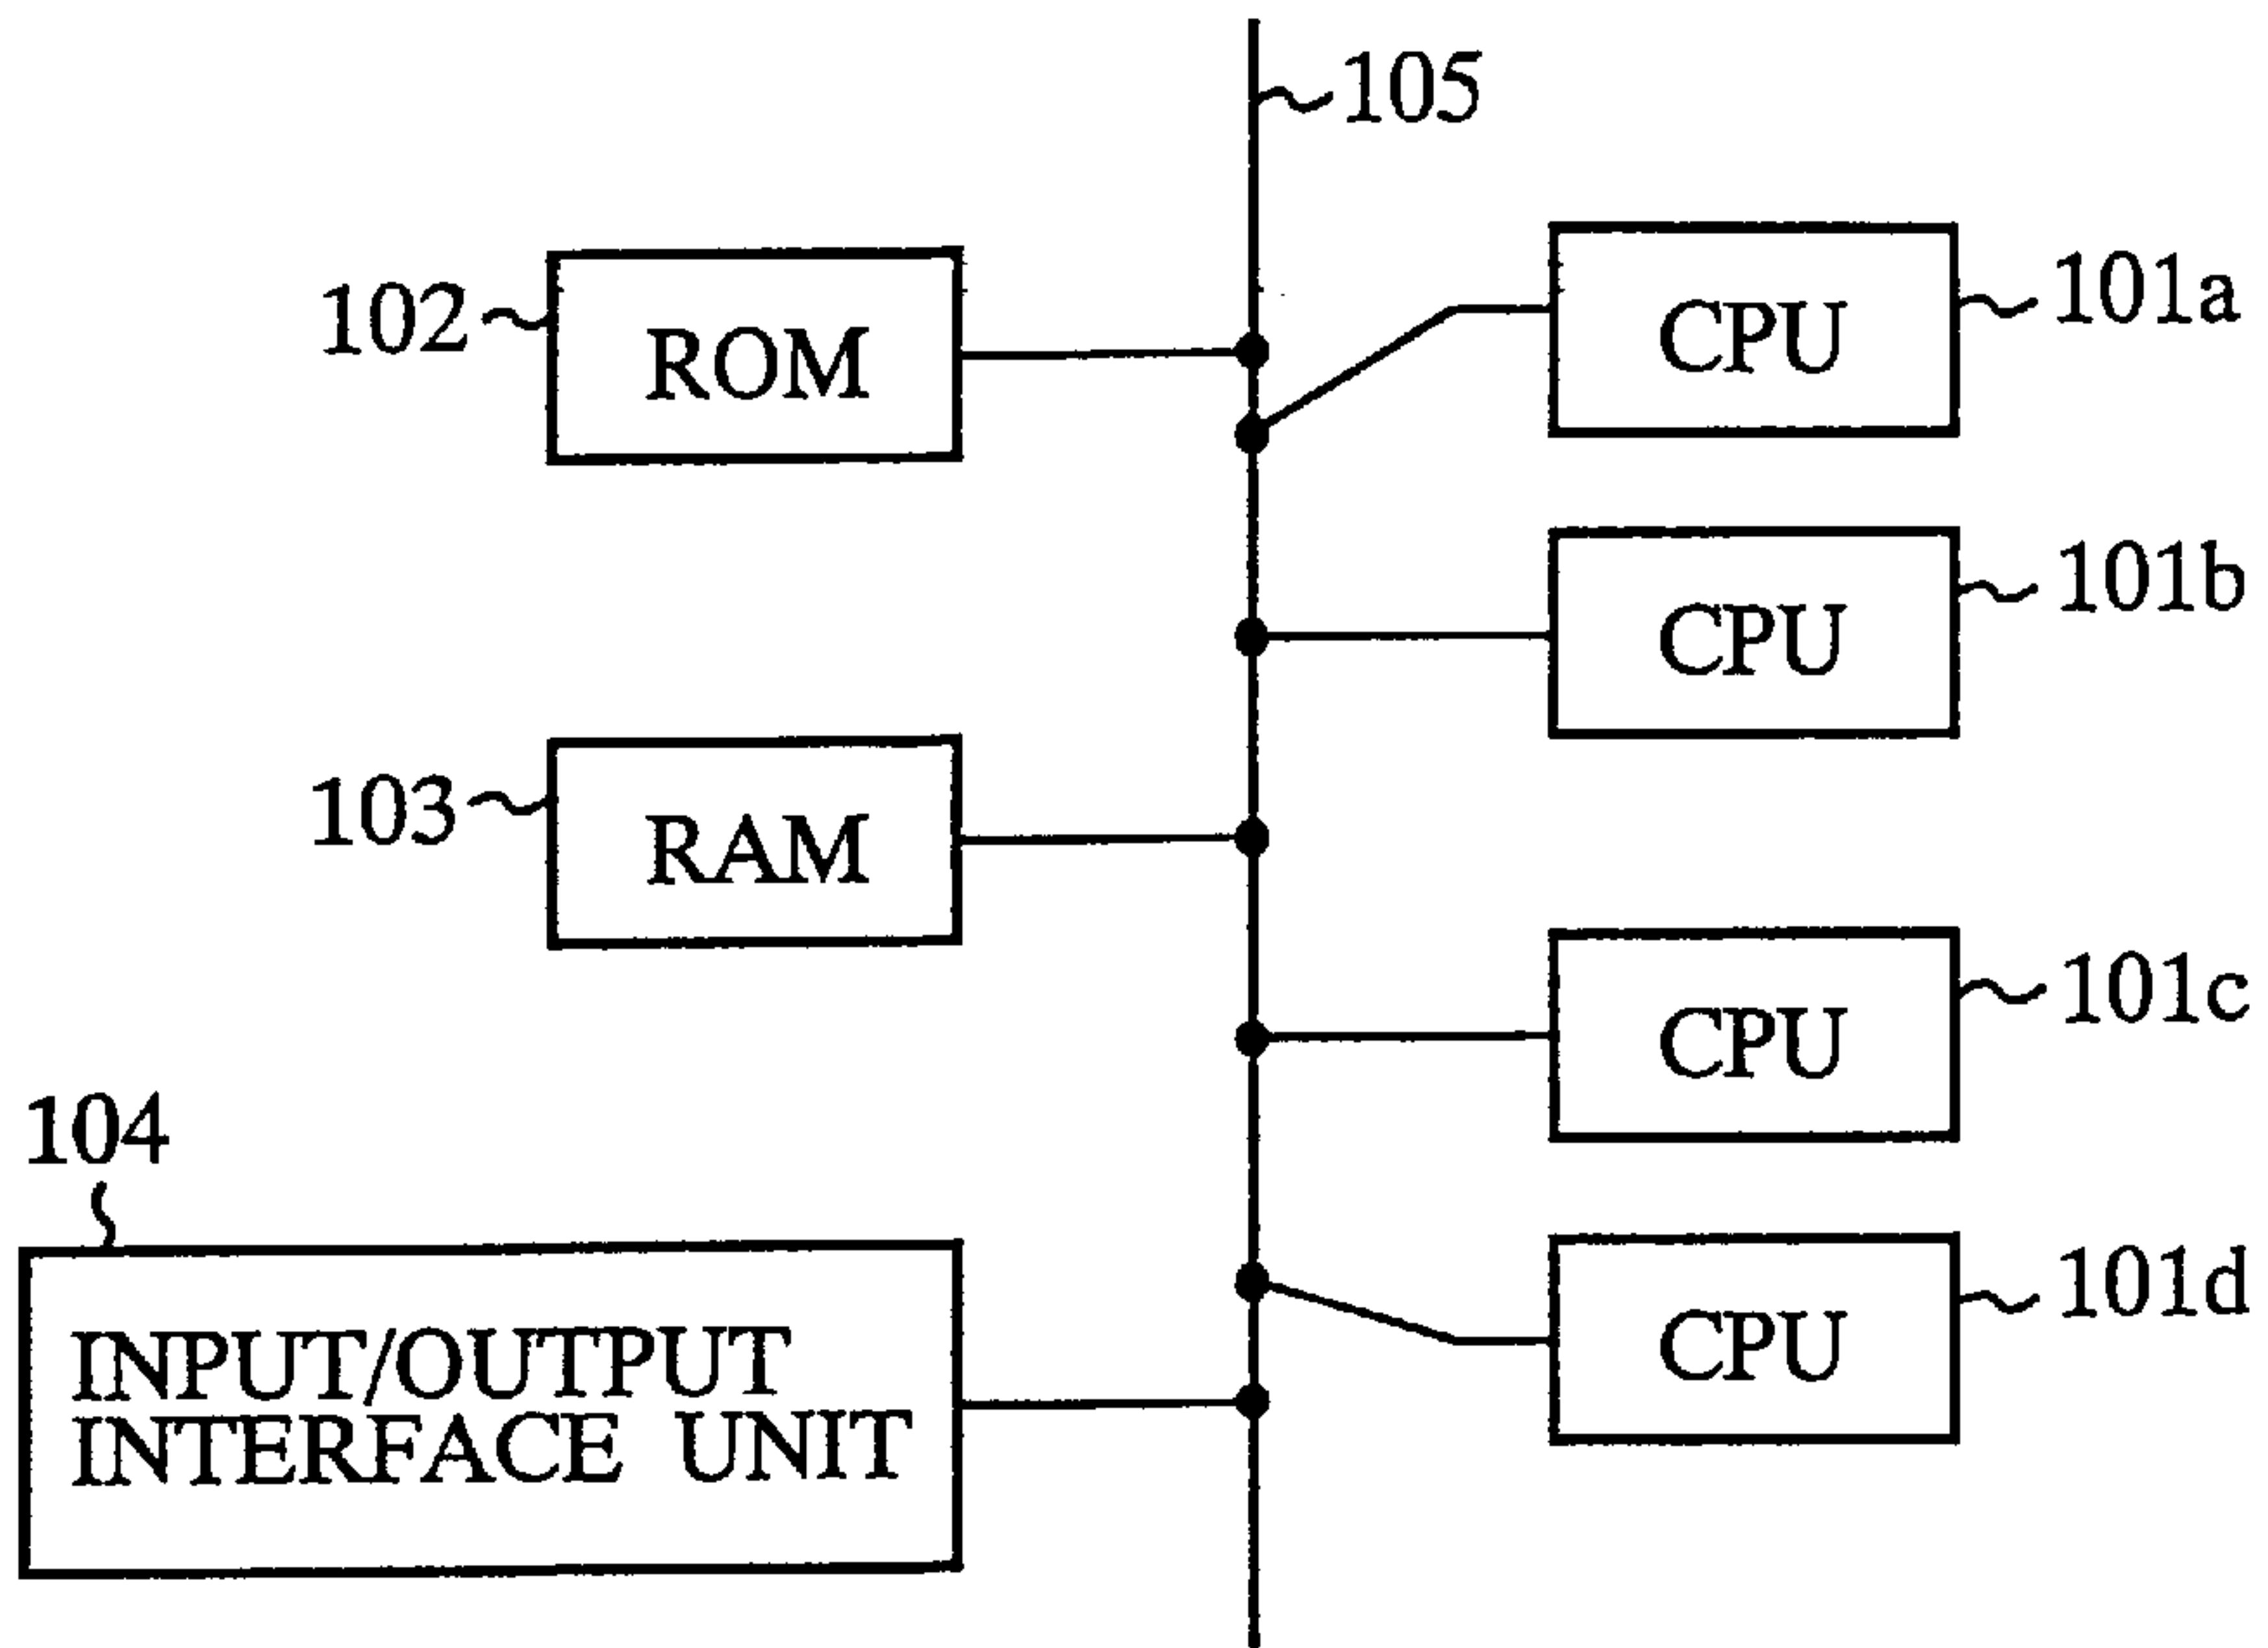 105
102
ROM
CPU
101a
CPU
101b
103
RAM
CPU
101c
104
INPUT/OUTPUT
INTERFACE UNIT
CPU
101d